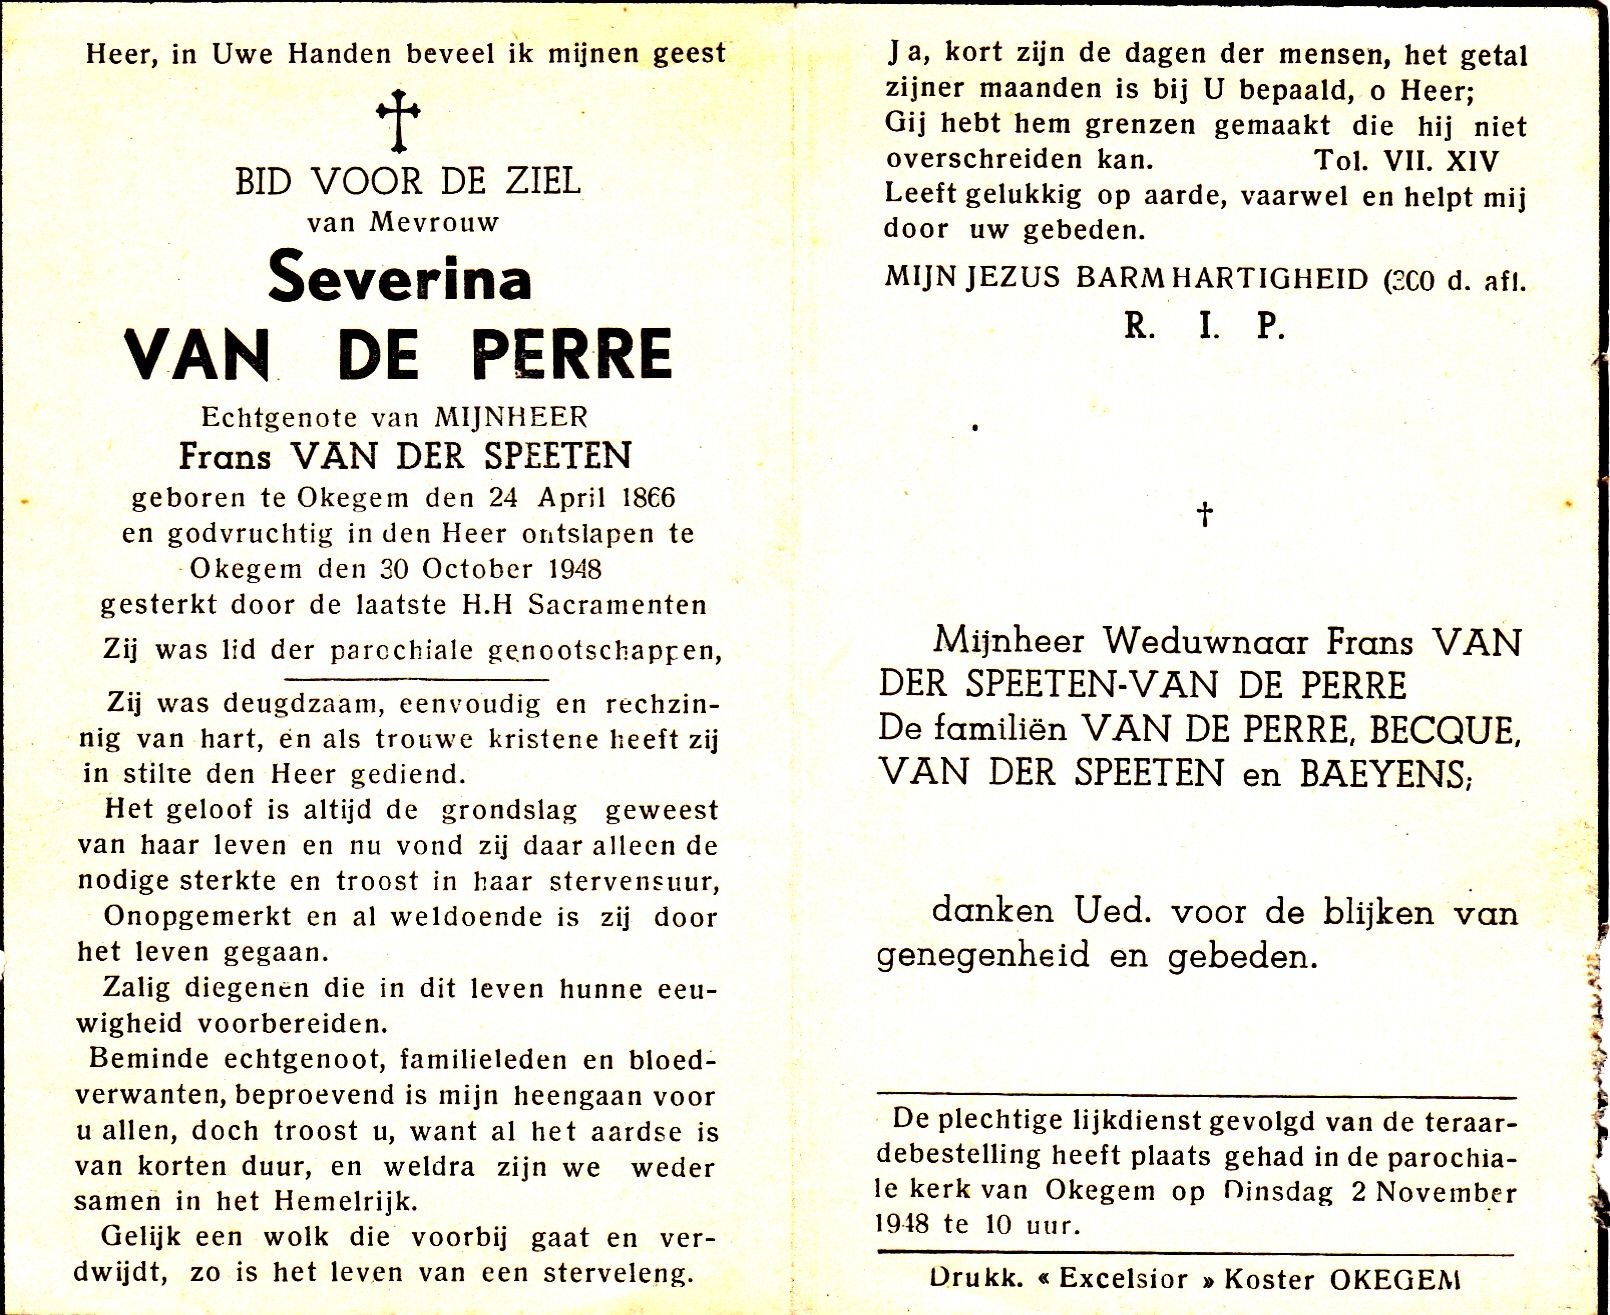 Heer, in Uwe Handen beveel ik mijnen geest
BID VOOR DE ZIEL
van Mevrouw
Severina
VAN DE PERRE
Echtgenote van MIJNHEER
Frans VAN DER SPEETEN
geboren te Okegem den 24 April 1866
en godvruchtig in den Heer ontslapen te
Okegem den 30 October 1948
gesterkt door de laatste H.H Sacramenten
Zij was lid der parochiale genootschappen,
Zij was deugdzaam, eenvoudig en rechzin-
nig van hart, en als trouwe kristene heeft zij
in stilte den Heer gediend.
Het geloof is altijd de grondslag geweest
van haar leven en nu vond zij daar alleen de
nodige sterkte en troost in haar stervensuur,
Onopgemerkt en al weldoende is zij door
het leven gegaan.
Zalig diegenen die in dit leven hunne eeu-
wigheid voorbereiden.
Beminde echtgenoot, familieleden en bloed-
verwanten, beproevend is mijn heengaan voor
u allen, doch troost u, want al het aardse is
van korten duur, en weldra zijn we weder
samen in het Hemelrijk.
Gelijk een wolk die voorbij gaat en ver-
dwijdt, zo is het leven van een sterveleng.
Ja, kort zijn de dagen der mensen, het getal
zijner maanden is bij U bepaald, o Heer;
Gij hebt hem grenzen gemaakt die hij niet
overschreiden kan. Tol. VII. XIV
Leeft gelukkig op aarde, vaarwel en helpt mij
door uw gebeden.
MIJN JEZUS BARMHARTIGHEID (300 d. afl.
R. I. P.
Mijnheer Weduwnaar Frans VAN
DER SPEETEN-VAN DE PERRE
De familiën VAN DE PERRE, BECQUE,
VAN DER SPEETEN en BAEYENS;
danken Ued. voor de blijken van
genegenheid en gebeden.
De plechtige lijkdienst gevolgd van de teraar-
debestelling heeft plaats gehad in de parochia-
le kerk van Okegem op Dinsdag 2 November
1948 te 10 uur.
Drukk. « Excelsior » Koster OKEGEM